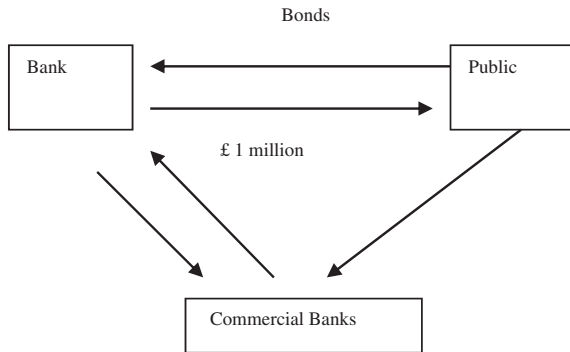 Bonds
Bank
Public
£ 1 million
Commercial Banks